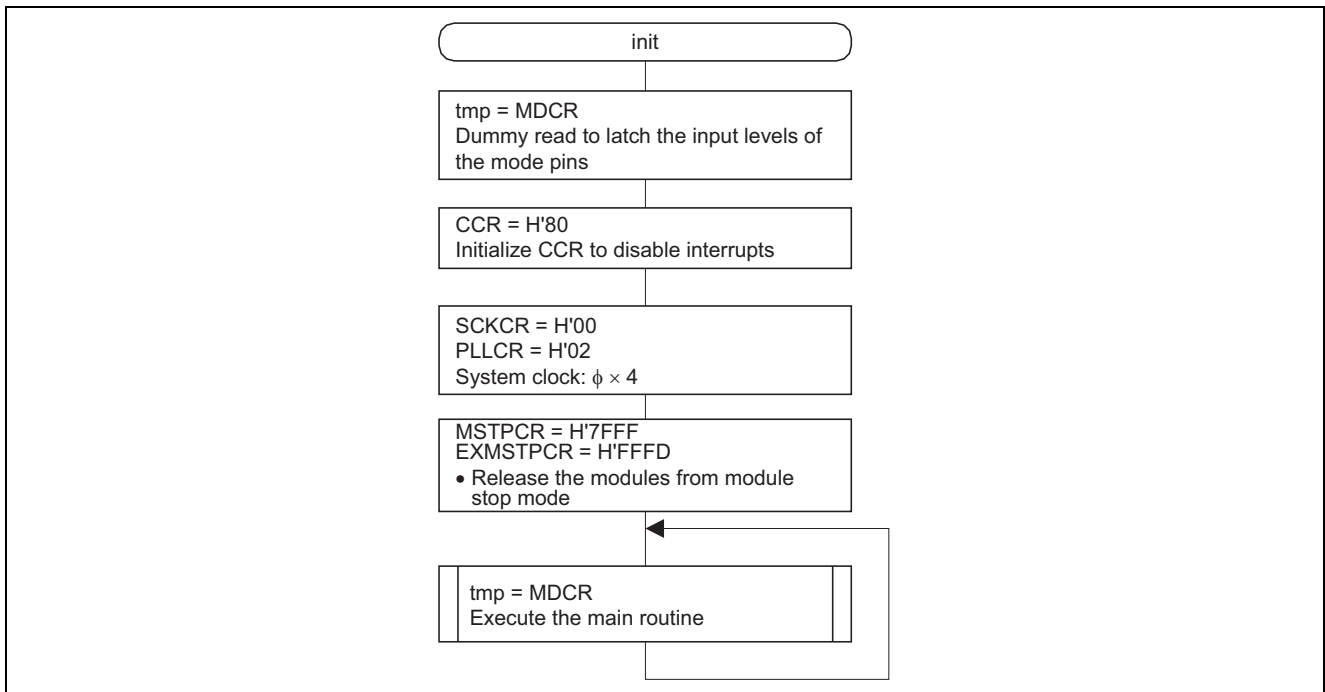 init
tmp = MDCR
Dummy read to latch the input levels of
the mode pins
CCR = H'80
Initialize CCR to disable interrupts
SCKCR = H'00
PLLCR = H'02
System clock: ϕ × 4
MSTPCR = H'7FFF
EXMSTPCR = H'FFFD
• Release the modules from module
stop mode
tmp = MDCR
Execute the main routine